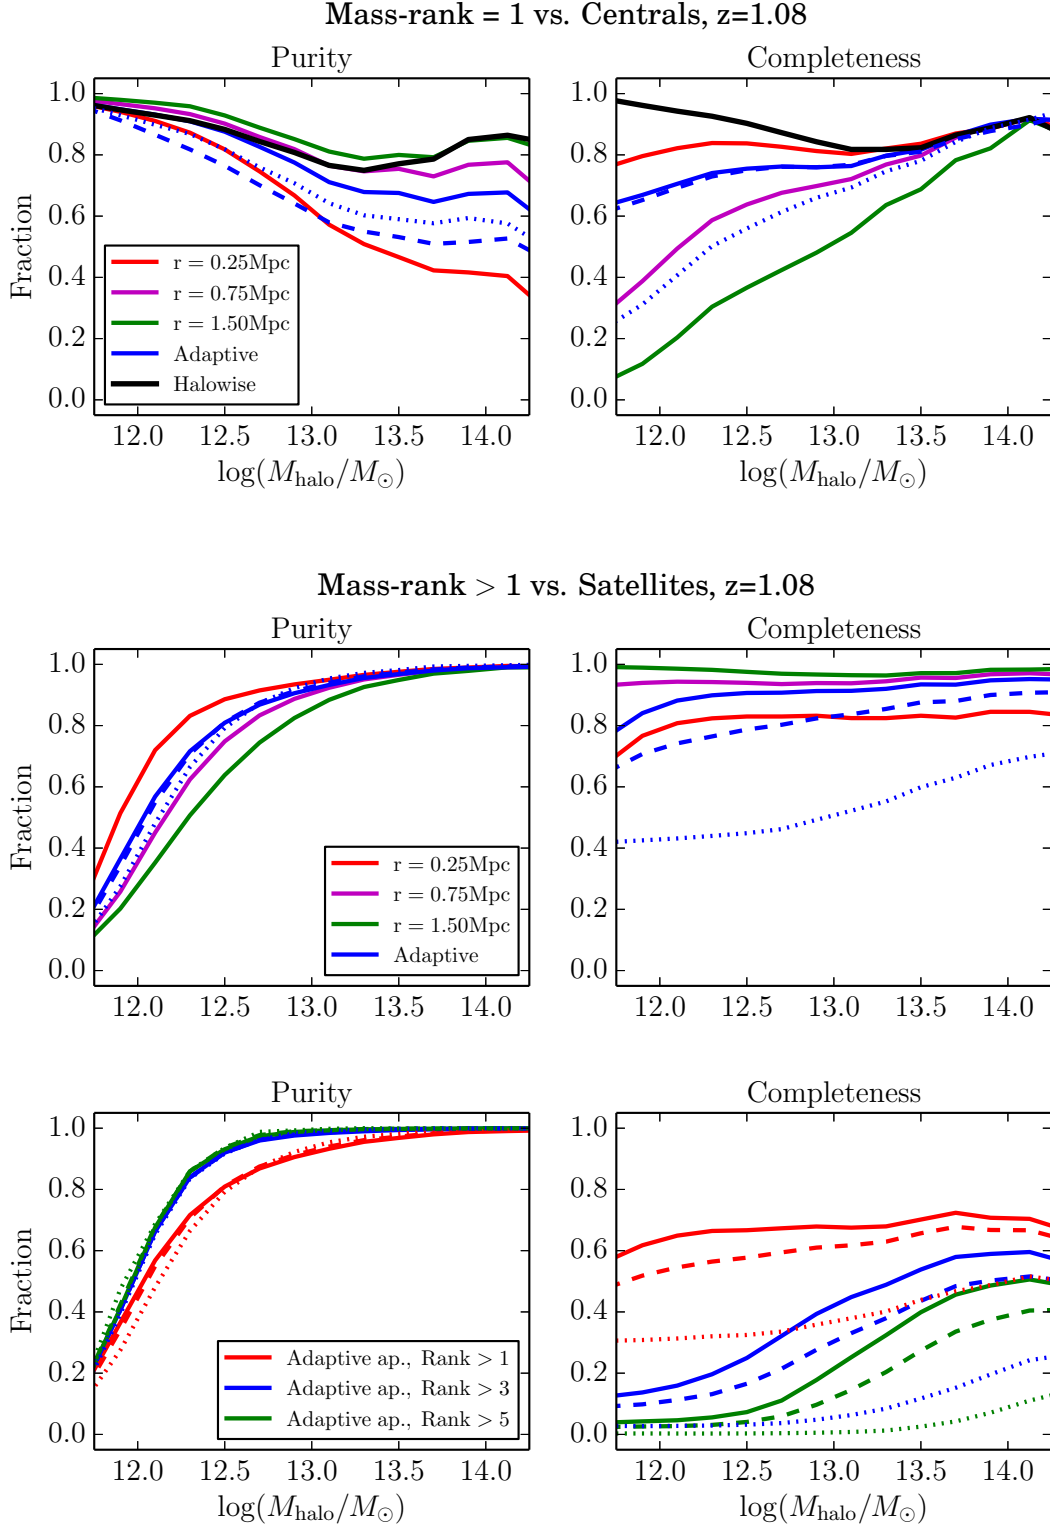 Mass-rank = 1 vs. Centrals, z=1.08
Purity
Completeness
1.0
0.8
0.6
0.4
0.2
0.0
Fraction
r = 0.25Mpc
r = 0.75Mpc
r = 1.50Mpc
Adaptive
Halowise
12.0 12.5 13.0 13.5 14.0
log(M_halo/M_⊙)
1.0
0.8
0.6
0.4
0.2
0.0
12.0 12.5 13.0 13.5 14.0
log(M_halo/M_⊙)
Mass-rank > 1 vs. Satellites, z=1.08
Purity
Completeness
1.0
0.8
0.6
0.4
0.2
0.0
Fraction
r = 0.25Mpc
r = 0.75Mpc
r = 1.50Mpc
Adaptive
12.0 12.5 13.0 13.5 14.0
1.0
0.8
0.6
0.4
0.2
0.0
12.0 12.5 13.0 13.5 14.0
Purity
Completeness
1.0
0.8
0.6
0.4
0.2
0.0
Fraction
Adaptive ap., Rank > 1
Adaptive ap., Rank > 3
Adaptive ap., Rank > 5
12.0 12.5 13.0 13.5 14.0
log(M_halo/M_⊙)
1.0
0.8
0.6
0.4
0.2
0.0
12.0 12.5 13.0 13.5 14.0
log(M_halo/M_⊙)